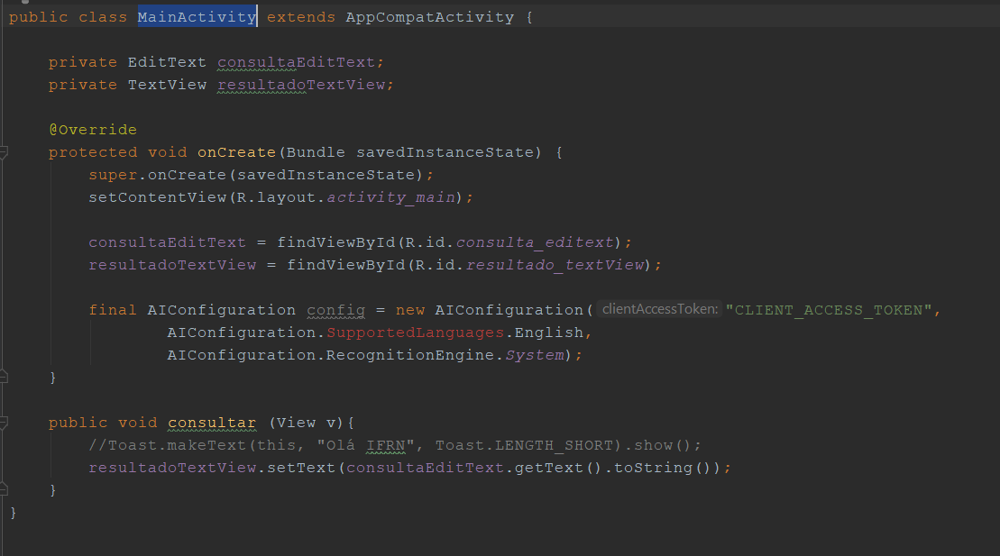 public class MainActivity extends AppCompatActivity {
private EditText consultaEditText;
private TextView resultadoTextView;
@Override
protected void onCreate(Bundle savedInstanceState) {
super.onCreate(savedInstanceState);
setContentView(R.layout.activity_main);
consultaEditText = findViewById(R.id.consulta_editext);
resultadoTextView = findViewById(R.id.resultado_textView);
final AIConfiguration config = new AIConfiguration( clientAccessToken: "CLIENT_ACCESS_TOKEN",
AIConfiguration.SupportedLanguages.English,
AIConfiguration.RecognitionEngine.System);
}
public void consultar (View v){
//Toast.makeText(this, "Olá IFRN", Toast.LENGTH_SHORT).show();
resultadoTextView.setText(consultaEditText.getText().toString());
}
}